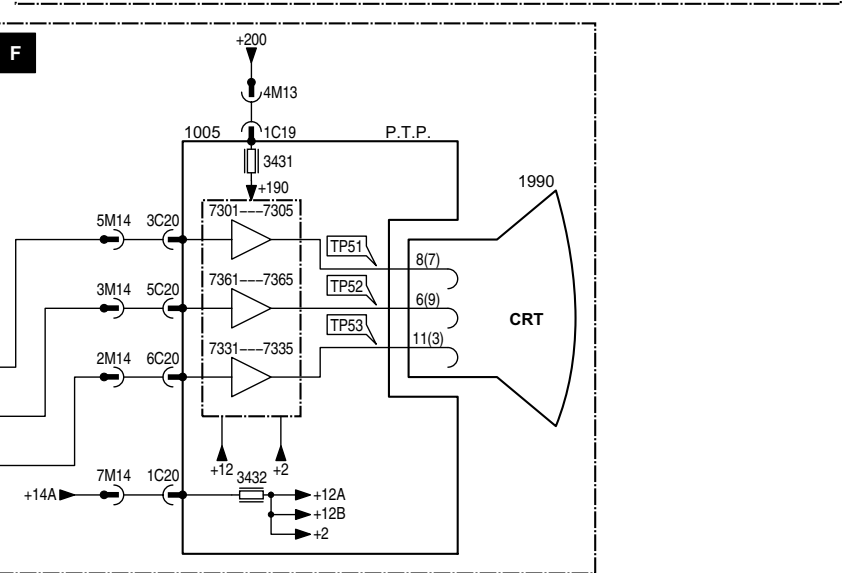 +200
F
4M13
1005 1C19 P.T.P.
3431
+190 1990
7301---7305
5M14 3C20
TP51
8(7)
7361---7365
3M14 5C20 TP52
6(9)
TP53 CRT
11(3)
7331---7335
2M14 6C20
+12 +2
7M14 1C20 3432
+14A +12A
+12B
+2